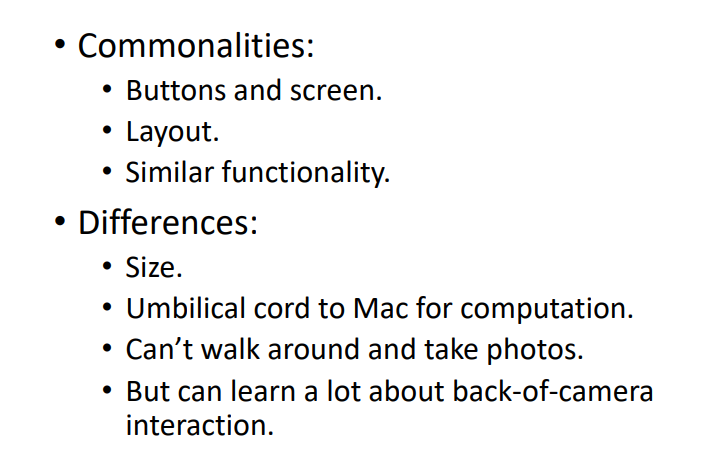 • Commonalities:
• Buttons and screen.
• Layout.
• Similar functionality.
• Differences:
• Size.
• Umbilical cord to Mac for computation.
• Can’t walk around and take photos.
• But can learn a lot about back-of-camera
interaction.